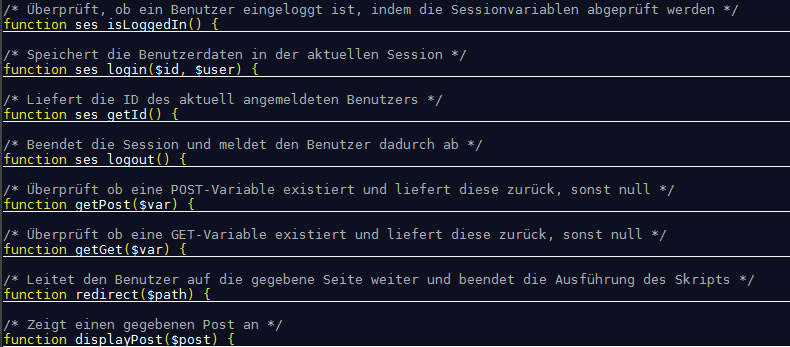 /* Überprüft, ob ein Benutzer eingeloggt ist, indem die Sessionvariablen abgeprüft werden */
function ses_isLoggedIn() {
/* Speichert die Benutzerdaten in der aktuellen Session */
function ses_login($id, $user) {
/* Liefert die ID des aktuell angemeldeten Benutzers */
function ses_getId() {
/* Beendet die Session und meldet den Benutzer dadurch ab */
function ses_logout() {
/* Überprüft ob eine POST-Variable existiert und liefert diese zurück, sonst null */
function getPost($var) {
/* Überprüft ob eine GET-Variable existiert und liefert diese zurück, sonst null */
function getGet($var) {
/* Leitet den Benutzer auf die gegebene Seite weiter und beendet die Ausführung des Skripts */
function redirect($path) {
/* Zeigt einen gegebenen Post an */
function displayPost($post) {